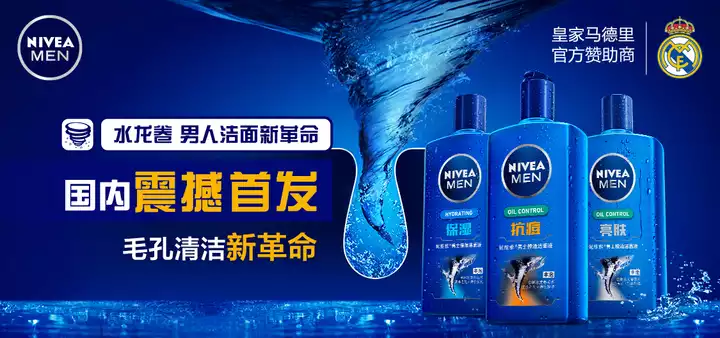 NIVEA
MEN
皇家马德里
官方赞助商
水龙卷 男人洁面新革命
国内震撼首发
毛孔清洁新革命
NIVEA
MEN
HYDRATING
保湿
NIVEA
MEN
OIL CONTROL
抗痘
NIVEA
MEN
OIL CONTROL
亮肤